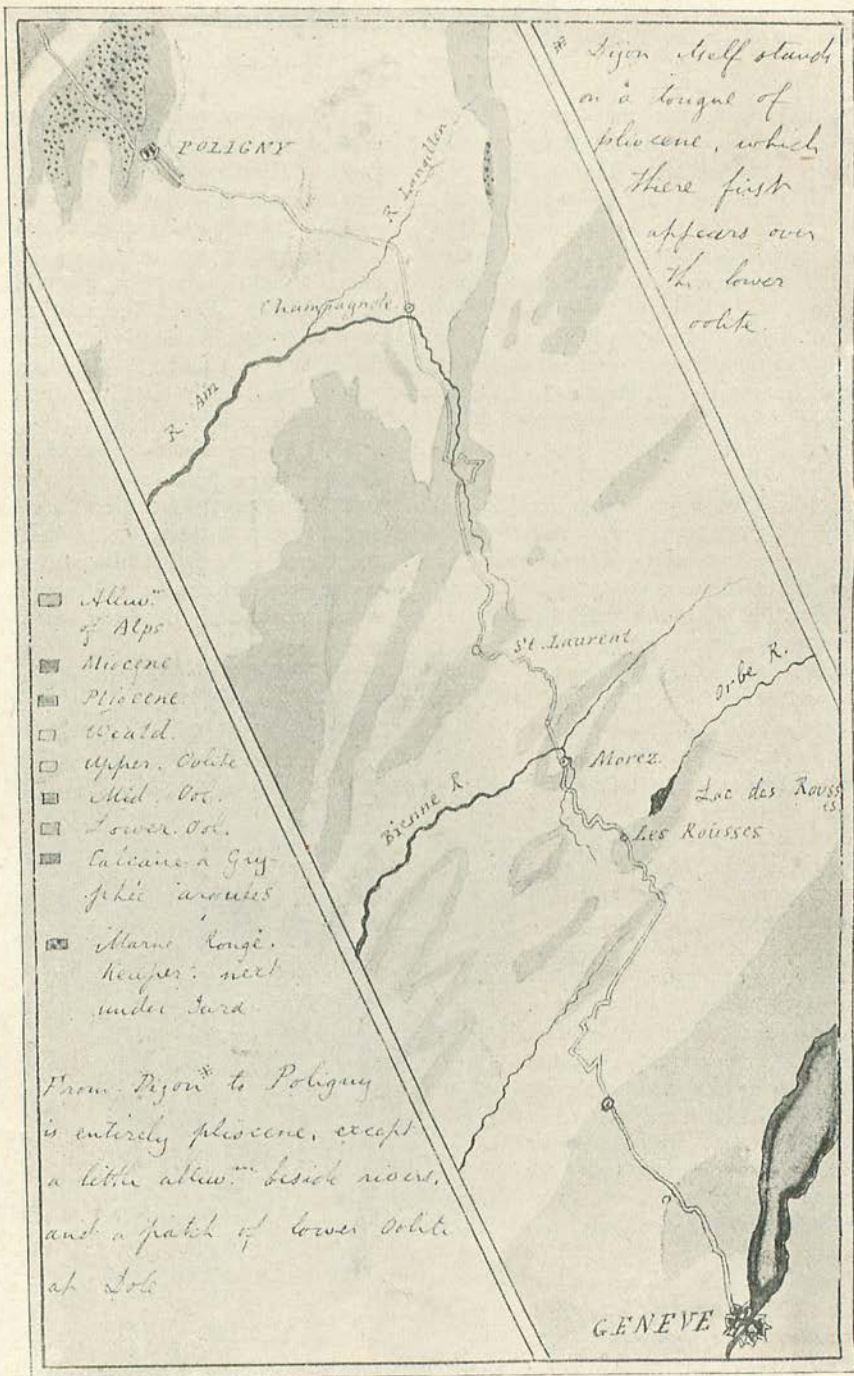 * Dijon itself stands
on a tongue of
pliocene, which
there first
appears over
the lower
oolite.
POLIGNY
R. Langillen
Champagnole
R. Ain
St. Laurent
Orbe R.
Morez
Bienne R.
Lac des Rouss
es
Les Rousses
Alluv.m
of Alps
Miocene
Pliocene
Weald.
Upper. Oolite
Mid. Ool.
Lower. Ool.
Calcaire à Gry-
phée arquées
Marne Rouge.
Keuper. next
under Jura
From Dijon* to Poligny
is entirely pliocene, except
a little alluv.m beside rivers,
and a patch of lower oolite
at Dole
GENEVE